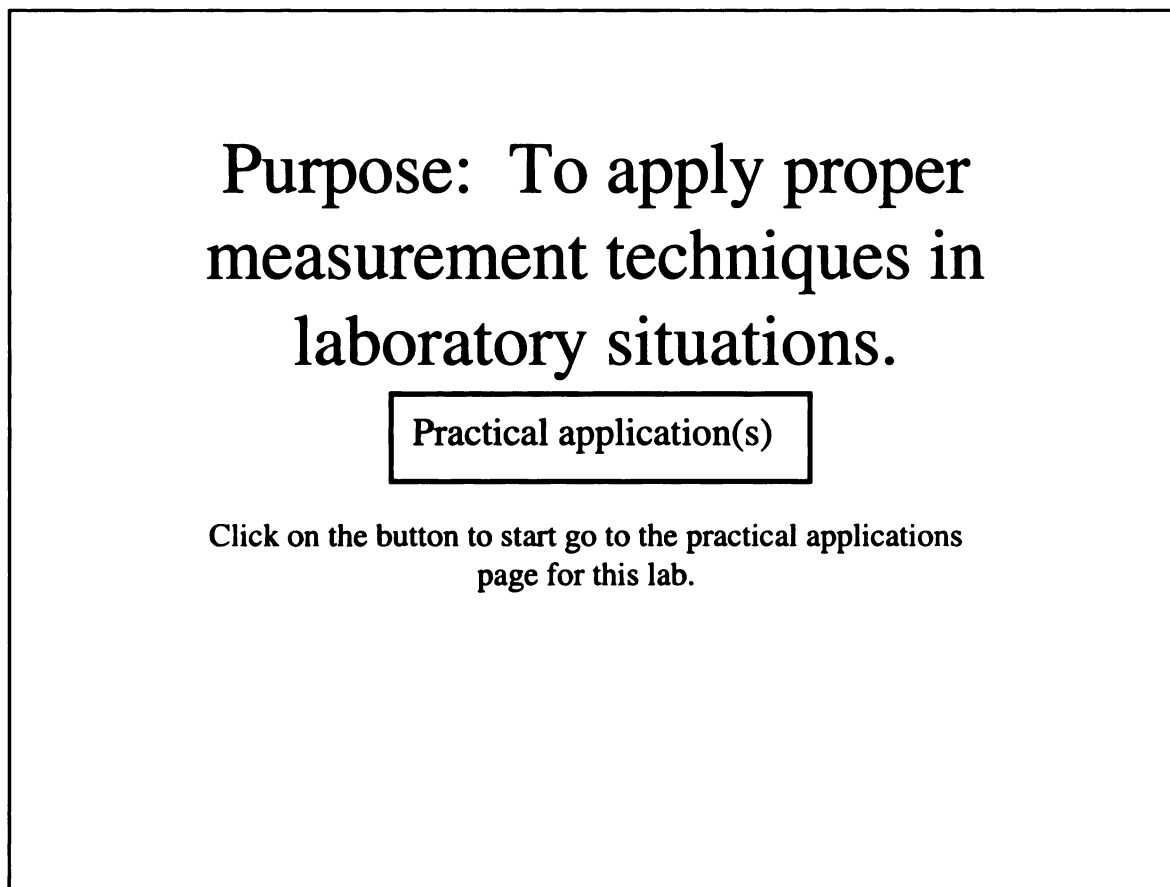 Purpose: To apply proper
measurement techniques in
laboratory situations.
Practical application(s)
Click on the button to start go to the practical applications
page for this lab.